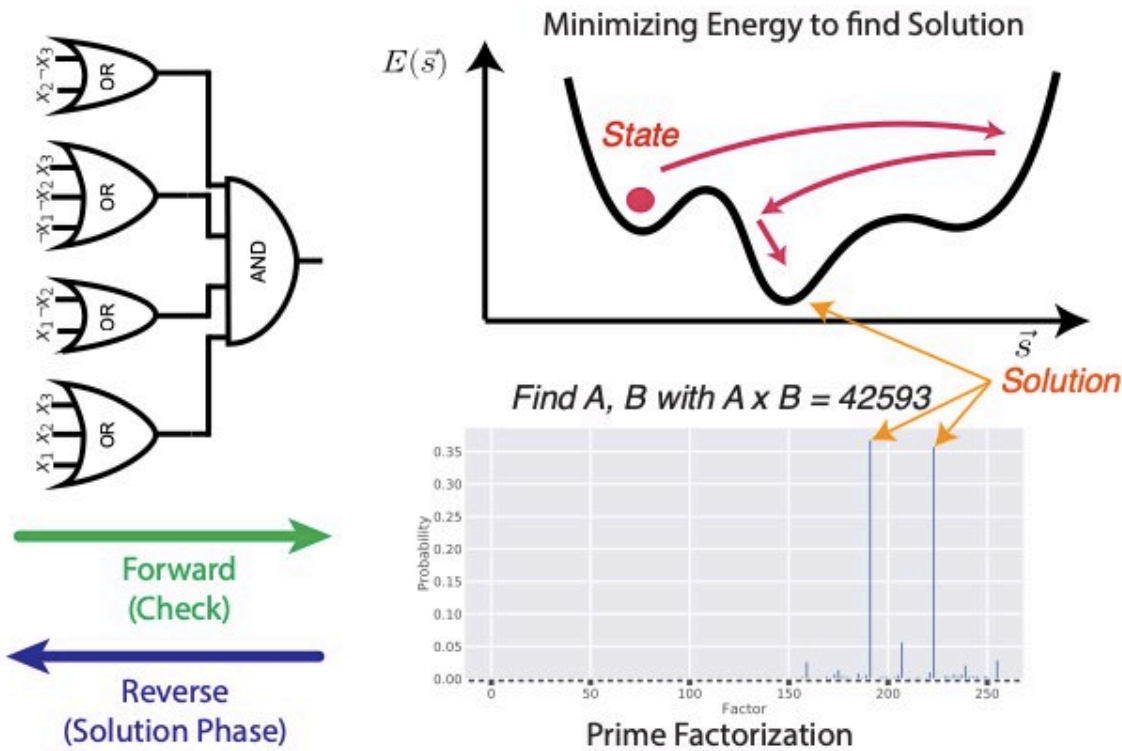 ¬X3
X2
OR
X3
¬X2
¬X1
OR
¬X2
X1
OR
X3
X2
X1
OR
AND
Forward
(Check)
Reverse
(Solution Phase)
Minimizing Energy to find Solution
E(s⃗)
State
s⃗
Solution
Find A, B with A x B = 42593
Probability
0.35
0.30
0.25
0.20
0.15
0.10
0.05
0.00
0 50 100 150 200 250
Factor
Prime Factorization